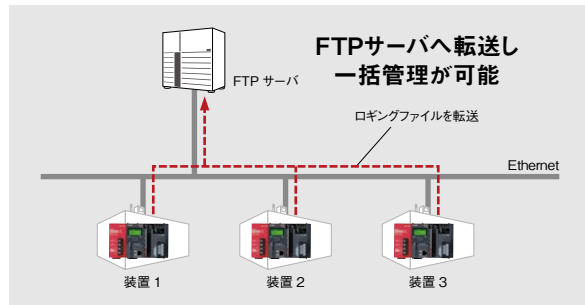 FTPサーバへ転送し
一括管理が可能
FTP サーバ
ロギングファイルを転送
Ethernet
装置 1
装置 2
装置 3